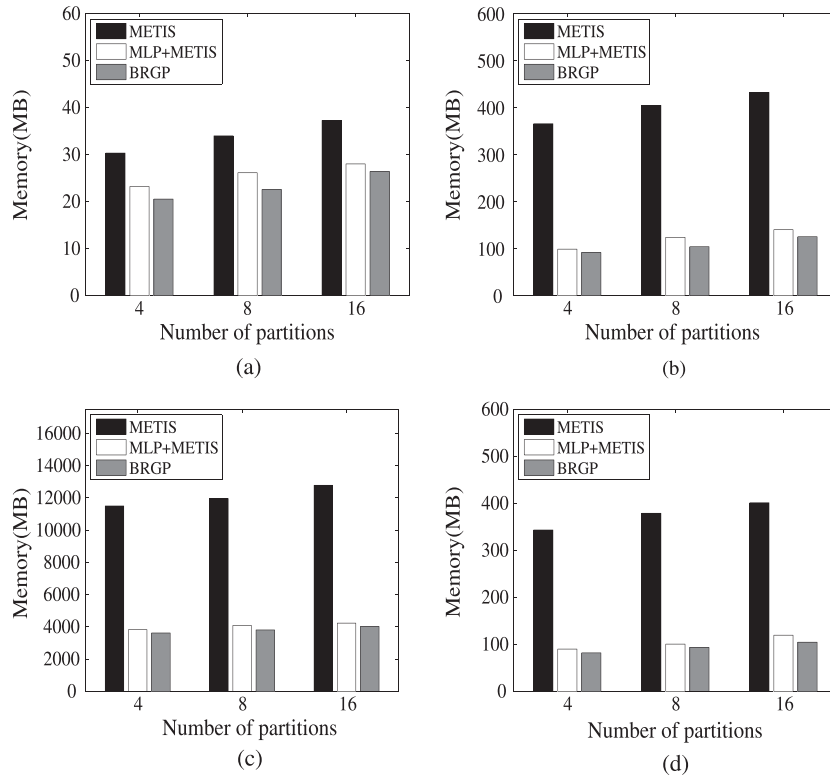 60
50
40
30
20
10
0
Memory(MB)
METIS
MLP+METIS
BRGP
4 8 16
Number of partitions
(a)
600
500
400
300
200
100
0
Memory(MB)
METIS
MLP+METIS
BRGP
4 8 16
Number of partitions
(b)
16000
14000
12000
10000
8000
6000
4000
2000
0
Memory(MB)
METIS
MLP+METIS
BRGP
4 8 16
Number of partitions
(c)
600
500
400
300
200
100
0
Memory(MB)
METIS
MLP+METIS
BRGP
4 8 16
Number of partitions
(d)